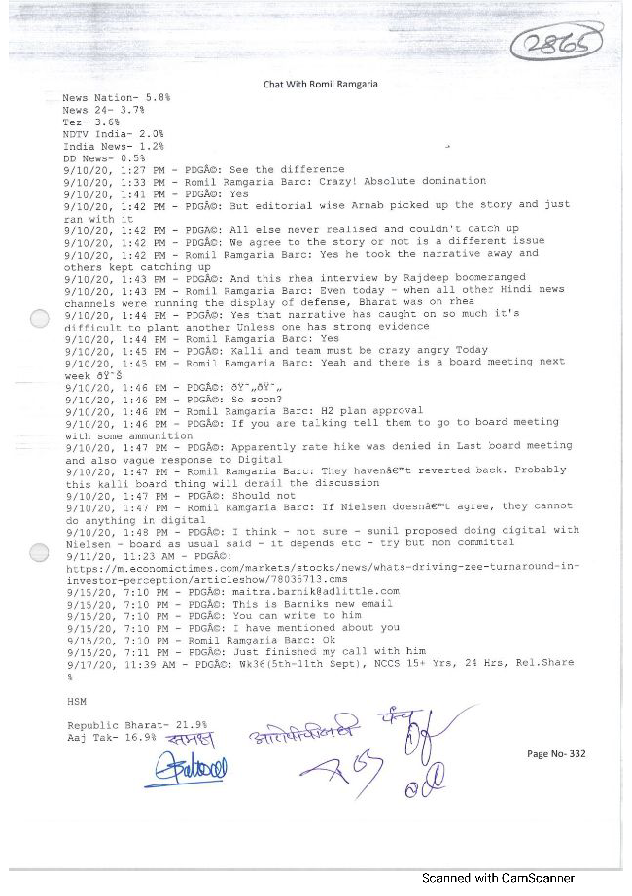 2865
Chat With Romil Ramgaria
News Nation- 5.8%
News 24- 3.7%
Tez- 3.6%
NDTV India- 2.0%
India News- 1.2%
DD News- 0.5%
9/10/20, 1:27 PM - PDGÂ©: See the difference
9/10/20, 1:33 PM - Romil Ramgaria Barc: Crazy! Absolute domination
9/10/20, 1:41 PM - PDGÂ©: Yes
9/10/20, 1:42 PM - PDGÂ©: But editorial wise Arnab picked up the story and just
ran with it
9/10/20, 1:42 PM - PDGÂ©: All else never realised and couldn't catch up
9/10/20, 1:42 PM - PDGÂ©: We agree to the story or not is a different issue
9/10/20, 1:42 PM - Romil Ramgaria Barc: Yes he took the narrative away and
others kept catching up
9/10/20, 1:43 PM - PDGÂ©: And this rhea interview by Rajdeep boomeranged
9/10/20, 1:43 PM - Romil Ramgaria Barc: Even today - when all other Hindi news
channels were running the display of defense, Bharat was on rhea
9/10/20, 1:44 PM - PDGÂ©: Yes that narrative has caught on so much it's
difficult to plant another Unless one has strong evidence
9/10/20, 1:44 PM - Romil Ramgaria Barc: Yes
9/10/20, 1:45 PM - PDGÂ©: Kalli and team must be crazy angry Today
9/10/20, 1:45 PM - Romil Ramgaria Barc: Yeah and there is a board meeting next
week ðŸ˜Š
9/10/20, 1:46 PM - PDGÂ©: ðŸ˜„ðŸ˜„
9/10/20, 1:46 PM - PDGÂ©: So soon?
9/10/20, 1:46 PM - Romil Ramgaria Barc: H2 plan approval
9/10/20, 1:46 PM - PDGÂ©: If you are talking tell them to go to board meeting
with some ammunition
9/10/20, 1:47 PM - PDGÂ©: Apparently rate hike was denied in Last board meeting
and also vague response to Digital
9/10/20, 1:47 PM - Romil Ramgaria Barc: They havenâ€™t reverted back. Probably
this kalli board thing will derail the discussion
9/10/20, 1:47 PM - PDGÂ©: Should not
9/10/20, 1:47 PM - Romil Ramgaria Barc: If Nielsen doesnâ€™t agree, they cannot
do anything in digital
9/10/20, 1:48 PM - PDGÂ©: I think - not sure - sunil proposed doing digital with
Nielsen - board as usual said - it depends etc - try but non committal
9/11/20, 11:23 AM - PDGÂ©:
https://m.economictimes.com/markets/stocks/news/whats-driving-zee-turnaround-in-
investor-perception/articleshow/78035713.cms
9/15/20, 7:10 PM - PDGÂ©: maitra.barnik@adlittle.com
9/15/20, 7:10 PM - PDGÂ©: This is Barniks new email
9/15/20, 7:10 PM - PDGÂ©: You can write to him
9/15/20, 7:10 PM - PDGÂ©: I have mentioned about you
9/15/20, 7:10 PM - Romil Ramgaria Barc: Ok
9/15/20, 7:11 PM - PDGÂ©: Just finished my call with him
9/17/20, 11:39 AM - PDGÂ©: Wk36(5th-11th Sept), NCCS 15+ Yrs, 24 Hrs, Rel.Share
%
HSM
Republic Bharat- 21.9%
Aaj Tak- 16.9% समक्ष
पंच
Page No- 332
Scanned with CamScanner